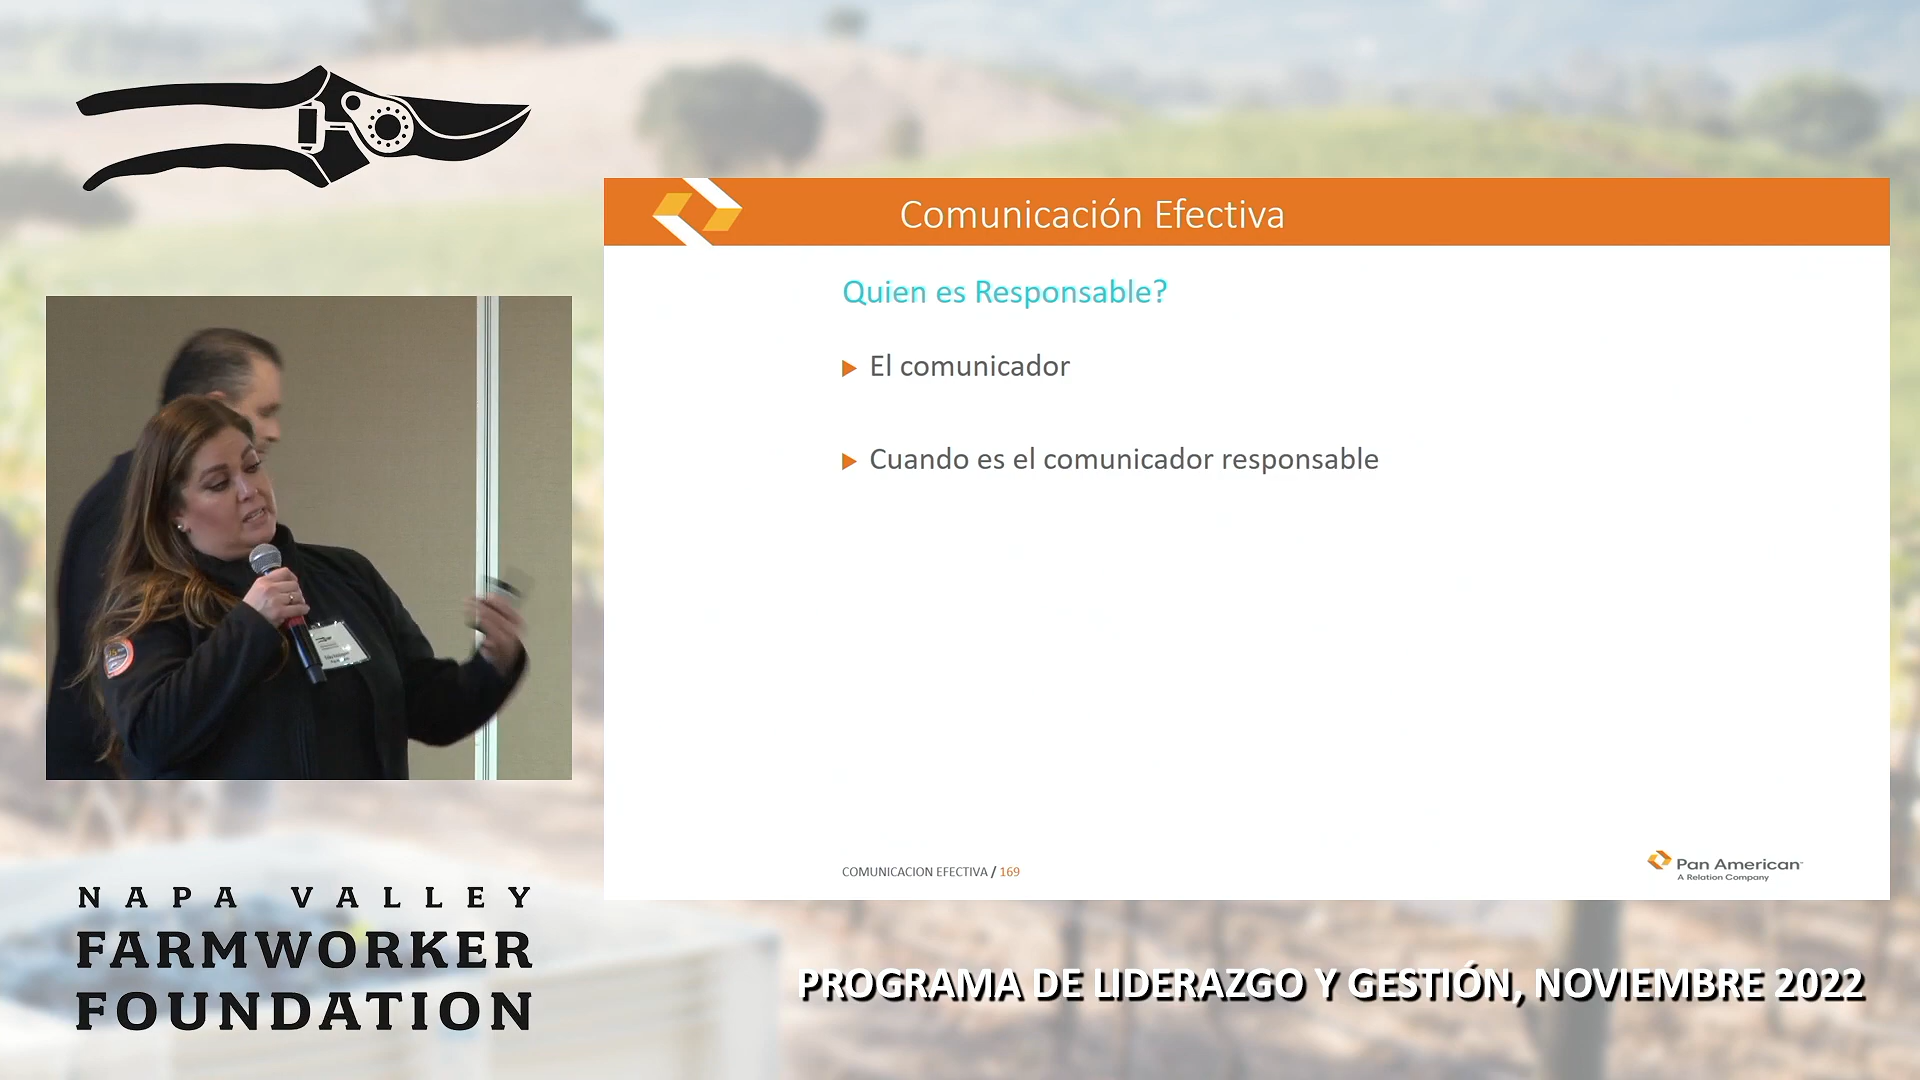 Comunicación Efectiva
Quien es Responsable?
El comunicador
Cuando es el comunicador responsable
COMUNICACION EFECTIVA / 169
Pan American
A Relation Company
NAPA VALLEY
FARMWORKER
FOUNDATION
PROGRAMA DE LIDERAZGO Y GESTIÓN, NOVIEMBRE 2022